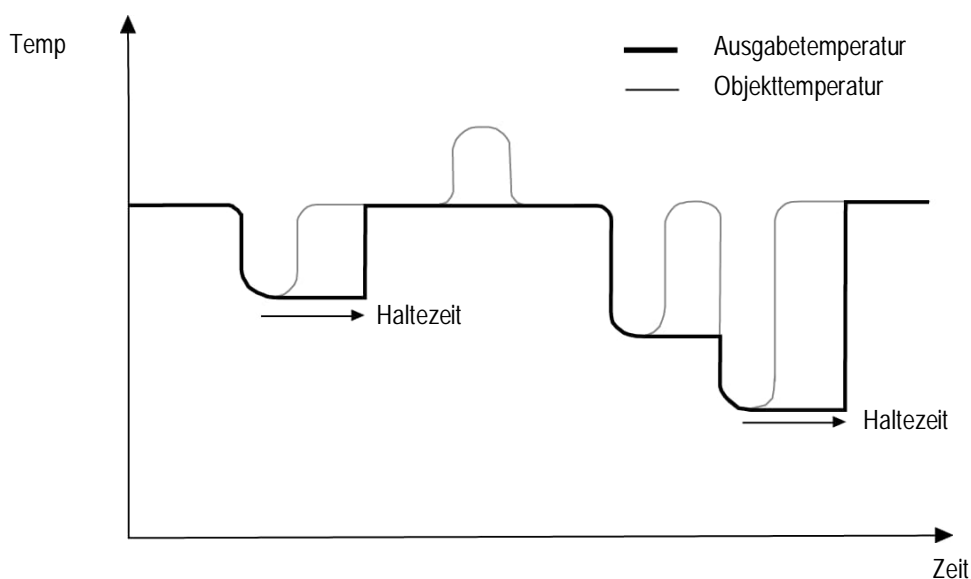 Temp
Ausgabetemperatur
Objekttemperatur
Haltezeit
Haltezeit
Zeit